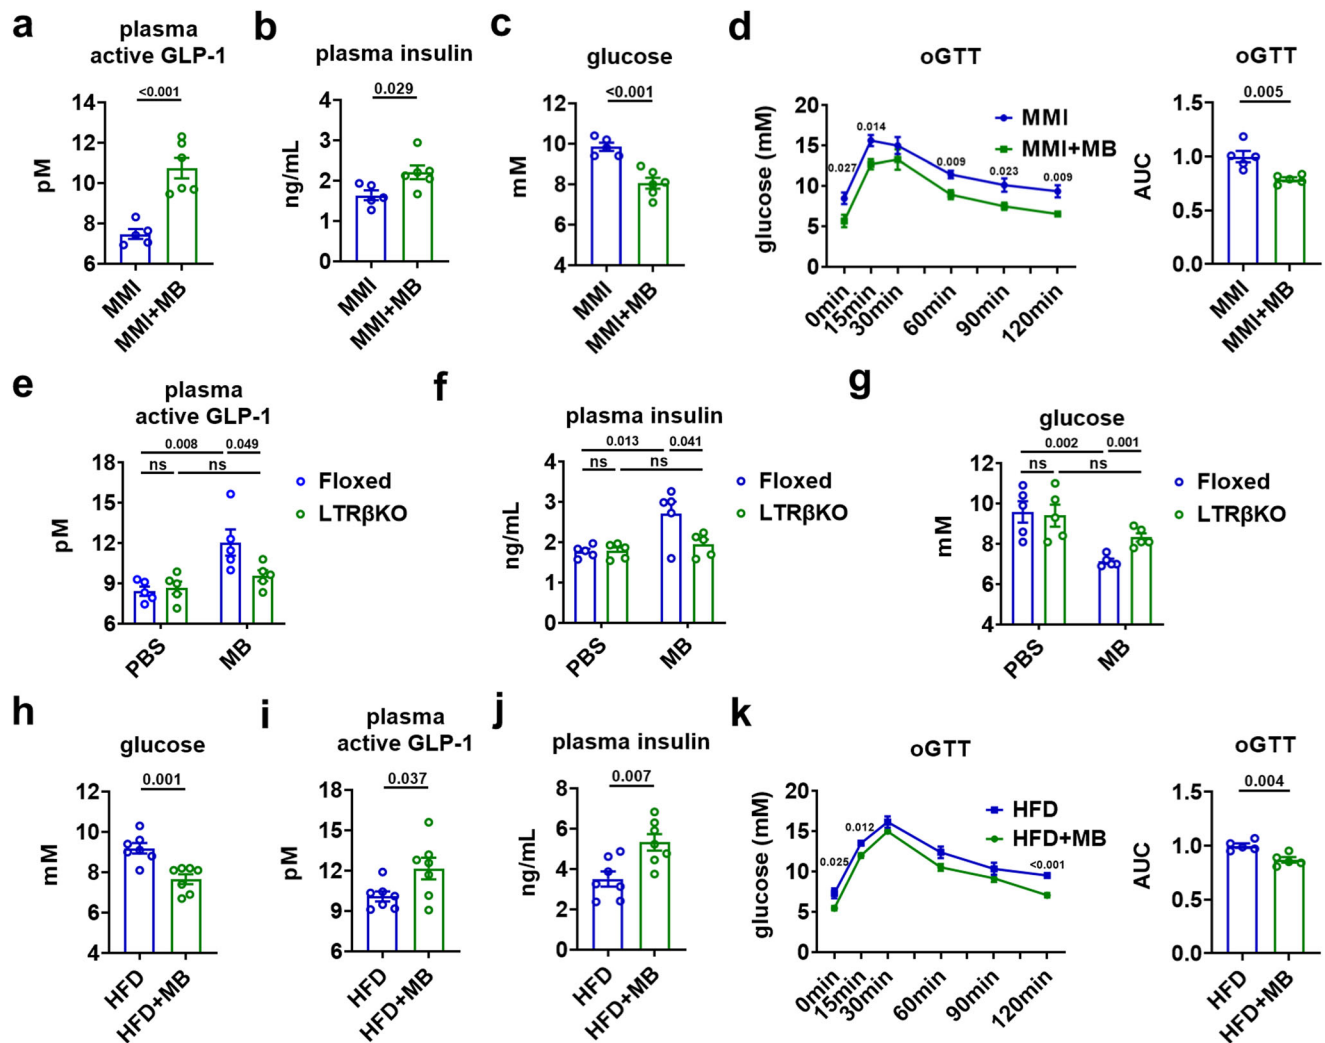 a
plasma
active GLP-1
<0.001
pM
14
12
10
8
6
MMI
MMI+MB
b
plasma insulin
0.029
ng/mL
4
3
2
1
0
MMI
MMI+MB
c
glucose
<0.001
mM
12
10
8
6
4
MMI
MMI+MB
d
oGTT
glucose (mM)
20
15
10
5
0
0.027
0.014
0.009
0.023
0.009
MMI
MMI+MB
0min
15min
30min
60min
90min
120min
oGTT
0.005
AUC
1.5
1.0
0.5
0.0
MMI
MMI+MB
e
plasma
active GLP-1
0.008
0.049
ns
ns
pM
18
15
12
9
6
PBS
MB
Floxed
LTRβKO
f
plasma insulin
0.013
0.041
ns
ns
ng/mL
4
3
2
1
0
PBS
MB
Floxed
LTRβKO
g
glucose
0.002
0.001
ns
ns
mM
12
10
8
6
4
PBS
MB
Floxed
LTRβKO
h
glucose
0.001
mM
12
10
8
6
4
HFD
HFD+MB
i
plasma
active GLP-1
0.037
pM
18
15
12
9
6
HFD
HFD+MB
j
plasma insulin
0.007
ng/mL
8
6
4
2
0
HFD
HFD+MB
k
oGTT
glucose (mM)
20
15
10
5
0
0.025
0.012
<0.001
HFD
HFD+MB
0min
15min
30min
60min
90min
120min
oGTT
0.004
AUC
1.5
1.0
0.5
0.0
HFD
HFD+MB